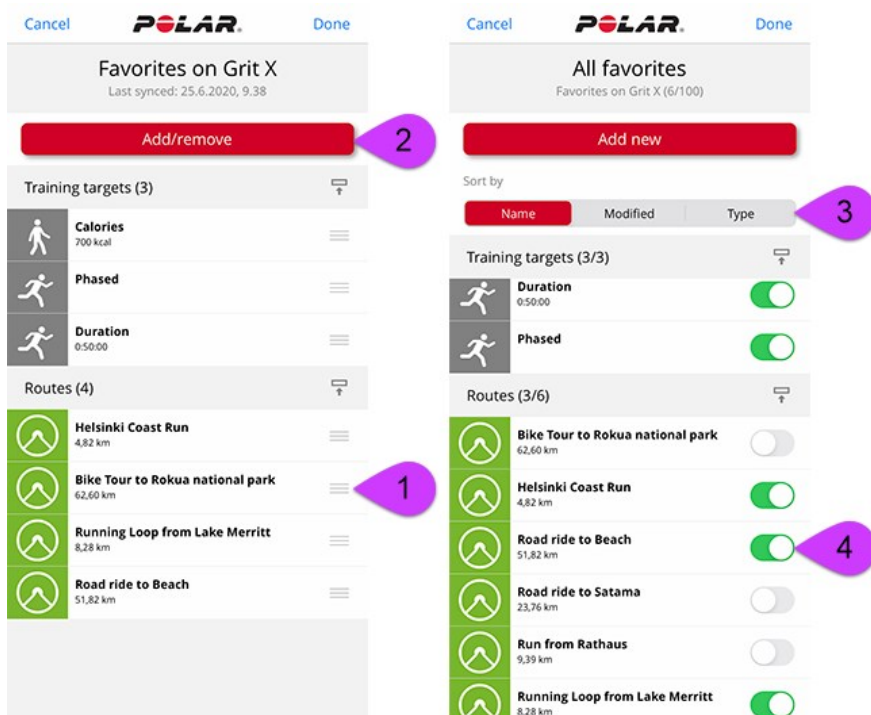 Cancel
POLAR.
Done
Favorites on Grit X
Last synced: 25.6.2020, 9.38
Add/remove
2
Training targets (3)
Calories
700 kcal
Phased
Duration
0:50:00
Routes (4)
Helsinki Coast Run
4,82 km
Bike Tour to Rokua national park
62,60 km
1
Running Loop from Lake Merritt
8,28 km
Road ride to Beach
51,82 km
Cancel
POLAR.
Done
All favorites
Favorites on Grit X (6/100)
Add new
Sort by
Name Modified Type
3
Training targets (3/3)
Duration
0:50:00
Phased
Routes (3/6)
Bike Tour to Rokua national park
62,60 km
Helsinki Coast Run
4,82 km
Road ride to Beach
51,82 km
4
Road ride to Satama
23,76 km
Run from Rathaus
9,39 km
Running Loop from Lake Merritt
8,28 km